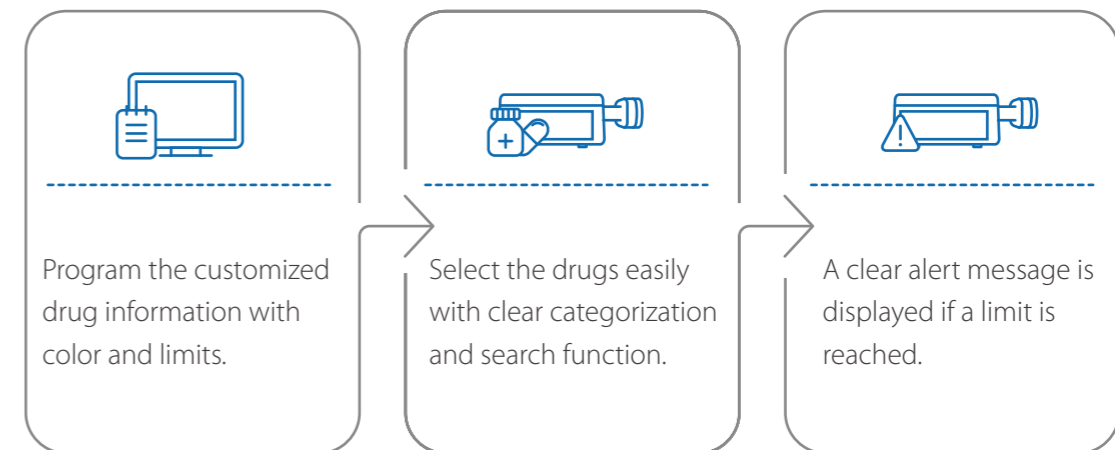 Program the customized
drug information with
color and limits.
Select the drugs easily
with clear categorization
and search function.
A clear alert message is
displayed if a limit is
reached.